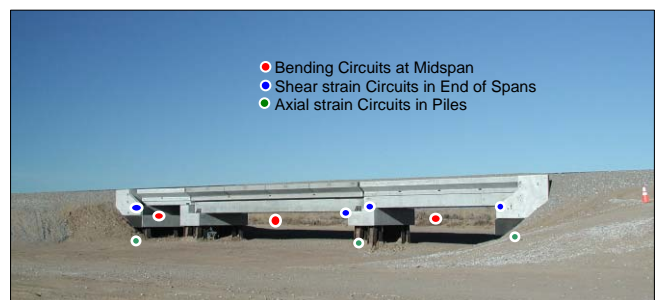 Bending Circuits at Midspan
Shear strain Circuits in End of Spans
Axial strain Circuits in Piles